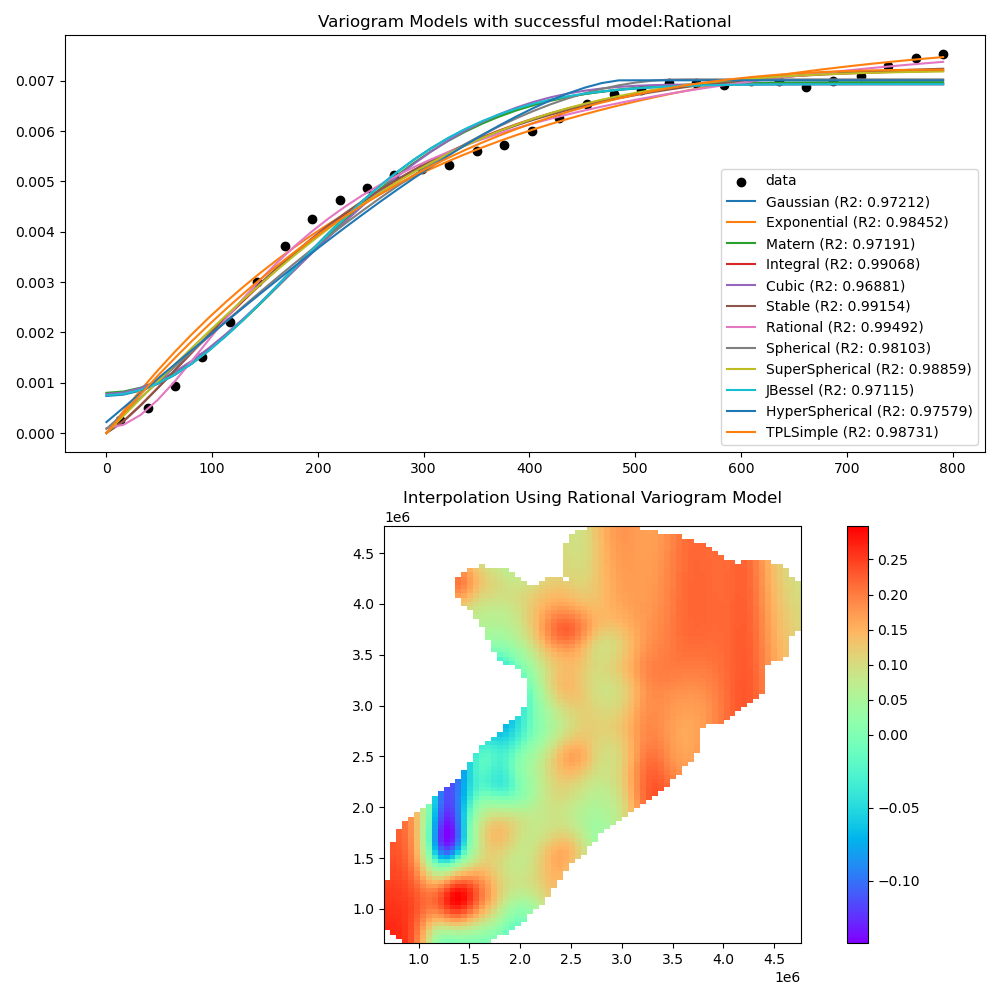 Variogram Models with successful model:Rational
0.007
0.006
0.005
0.004
0.003
0.002
0.001
0.000
data
Gaussian (R2: 0.97212)
Exponential (R2: 0.98452)
Matern (R2: 0.97191)
Integral (R2: 0.99068)
Cubic (R2: 0.96881)
Stable (R2: 0.99154)
Rational (R2: 0.99492)
Spherical (R2: 0.98103)
SuperSpherical (R2: 0.98859)
JBessel (R2: 0.97115)
HyperSpherical (R2: 0.97579)
TPLSimple (R2: 0.98731)
0 100 200 300 400 500 600 700 800
Interpolation Using Rational Variogram Model
1e6
4.5
4.0
3.5
3.0
2.5
2.0
1.5
1.0
1.0 1.5 2.0 2.5 3.0 3.5 4.0 4.5
1e6
0.25
0.20
0.15
0.10
0.05
0.00
−0.05
−0.10